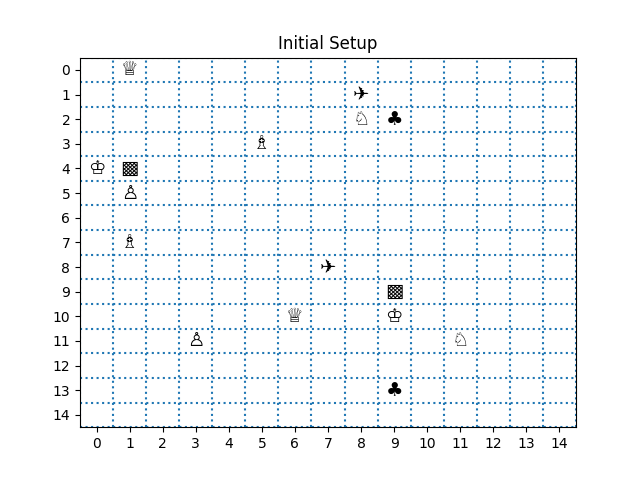 Initial Setup
0 ♕
1 ✈
2 ♘ ♣
3 ♗
4 ♔ ▩
5 ♙
6
7 ♗
8 ✈
9 ▩
10 ♕ ♔
11 ♙ ♘
12
13 ♣
14
0 1 2 3 4 5 6 7 8 9 10 11 12 13 14